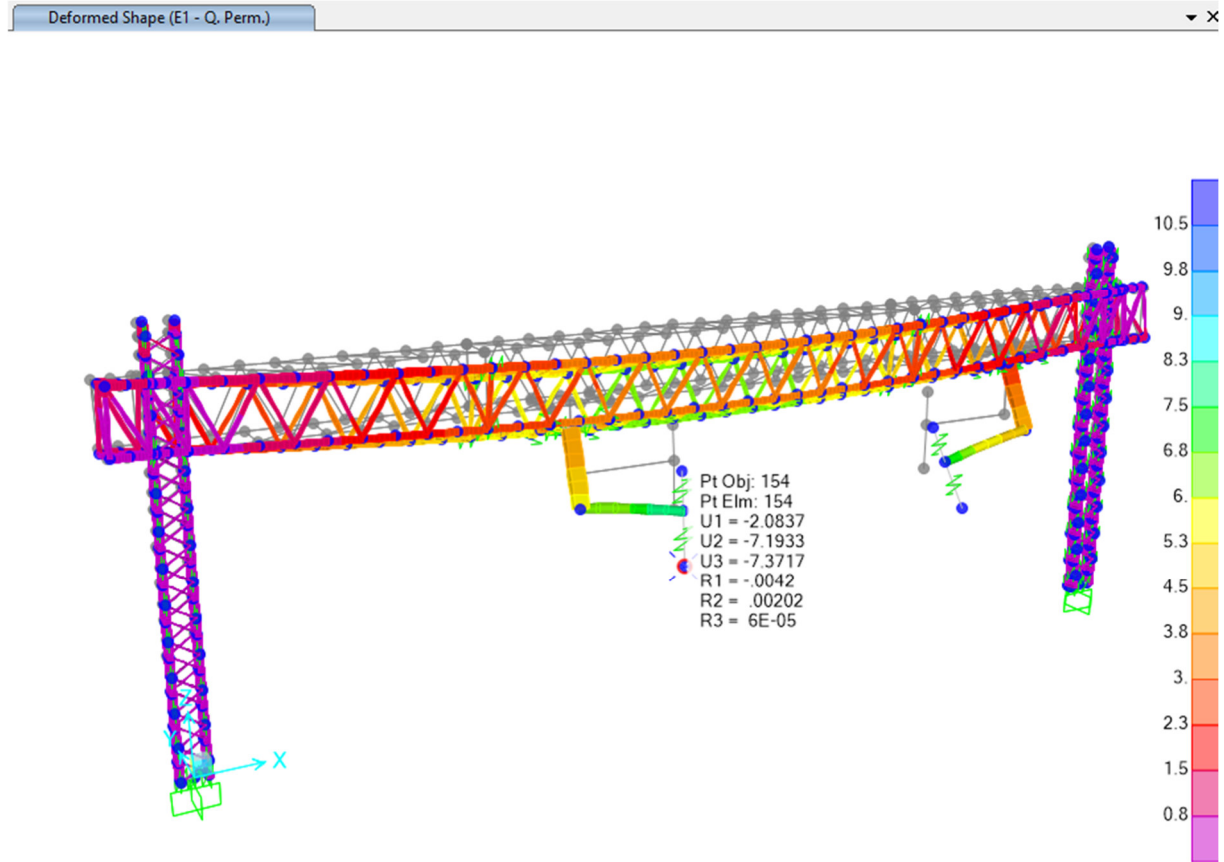 Deformed Shape (E1 - Q. Perm.)
10.5
9.8
9.
8.3
7.5
6.8
6.
5.3
4.5
3.8
3.
2.3
1.5
0.8
Pt Obj: 154
Pt Elm: 154
U1 = -2.0837
U2 = -7.1933
U3 = -7.3717
R1 = -.0042
R2 = .00202
R3 = 6E-05
Z
Y
X